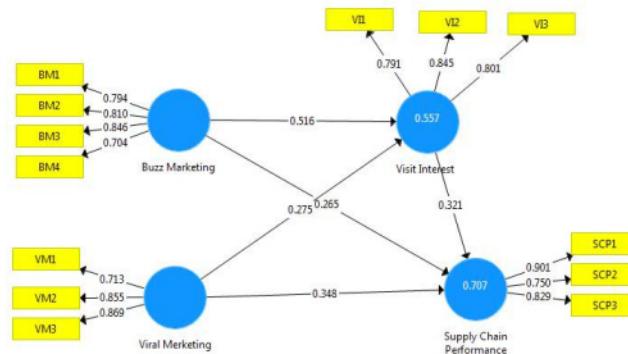 VI1
VI2
VI3
0.791
0.845
0.801
BM1
BM2
BM3
BM4
0.794
0.810
0.846
0.704
Buzz Marketing
0.516
0.557
Visit Interest
0.275
0.265
0.321
VM1
VM2
VM3
0.713
0.855
0.869
Viral Merketing
0.348
0.707
Supply Chain
Performance
0.901
0.750
0.829
SCP1
SCP2
SCP3